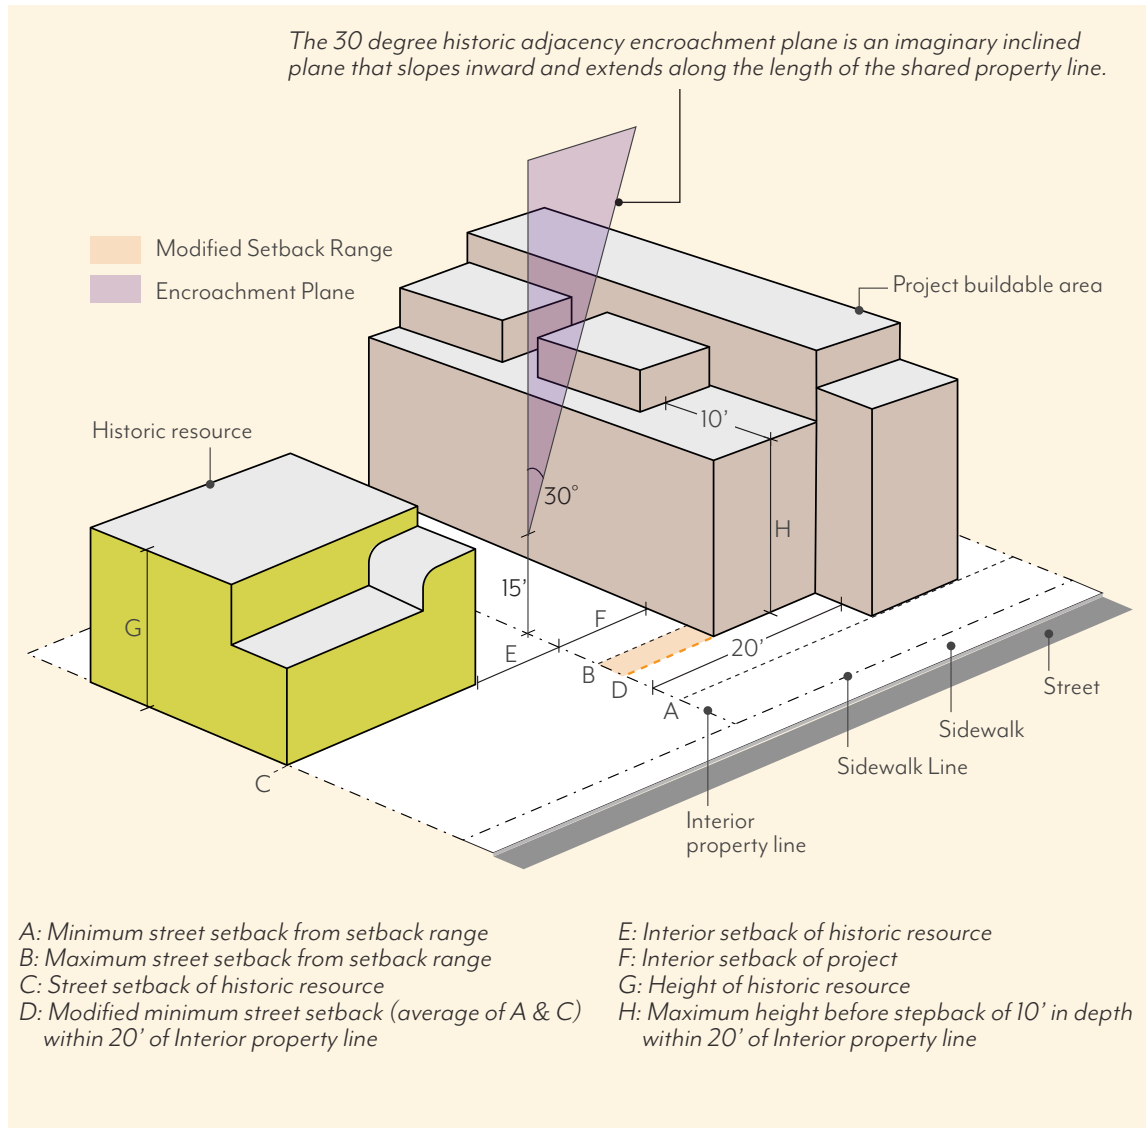 The 30 degree historic adjacency encroachment plane is an imaginary inclined
plane that slopes inward and extends along the length of the shared property line.
Modified Setback Range
Encroachment Plane
Project buildable area
Historic resource
10’
30°
H
15’
G
F
E
20’
B
D
A
C
Street
Sidewalk
Sidewalk Line
Interior
property line
A: Minimum street setback from setback range
B: Maximum street setback from setback range
C: Street setback of historic resource
D: Modified minimum street setback (average of A & C)
within 20’ of Interior property line
E: Interior setback of historic resource
F: Interior setback of project
G: Height of historic resource
H: Maximum height before stepback of 10’ in depth
within 20’ of Interior property line